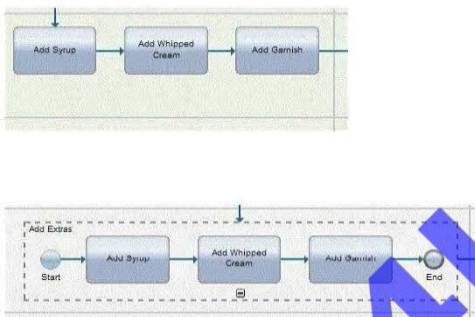 Add Syrup
Add Whipped
Cream
Add Garnish
Add Extras
Start
Add Syrup
Add Whipped
Cream
Add Garnish
End